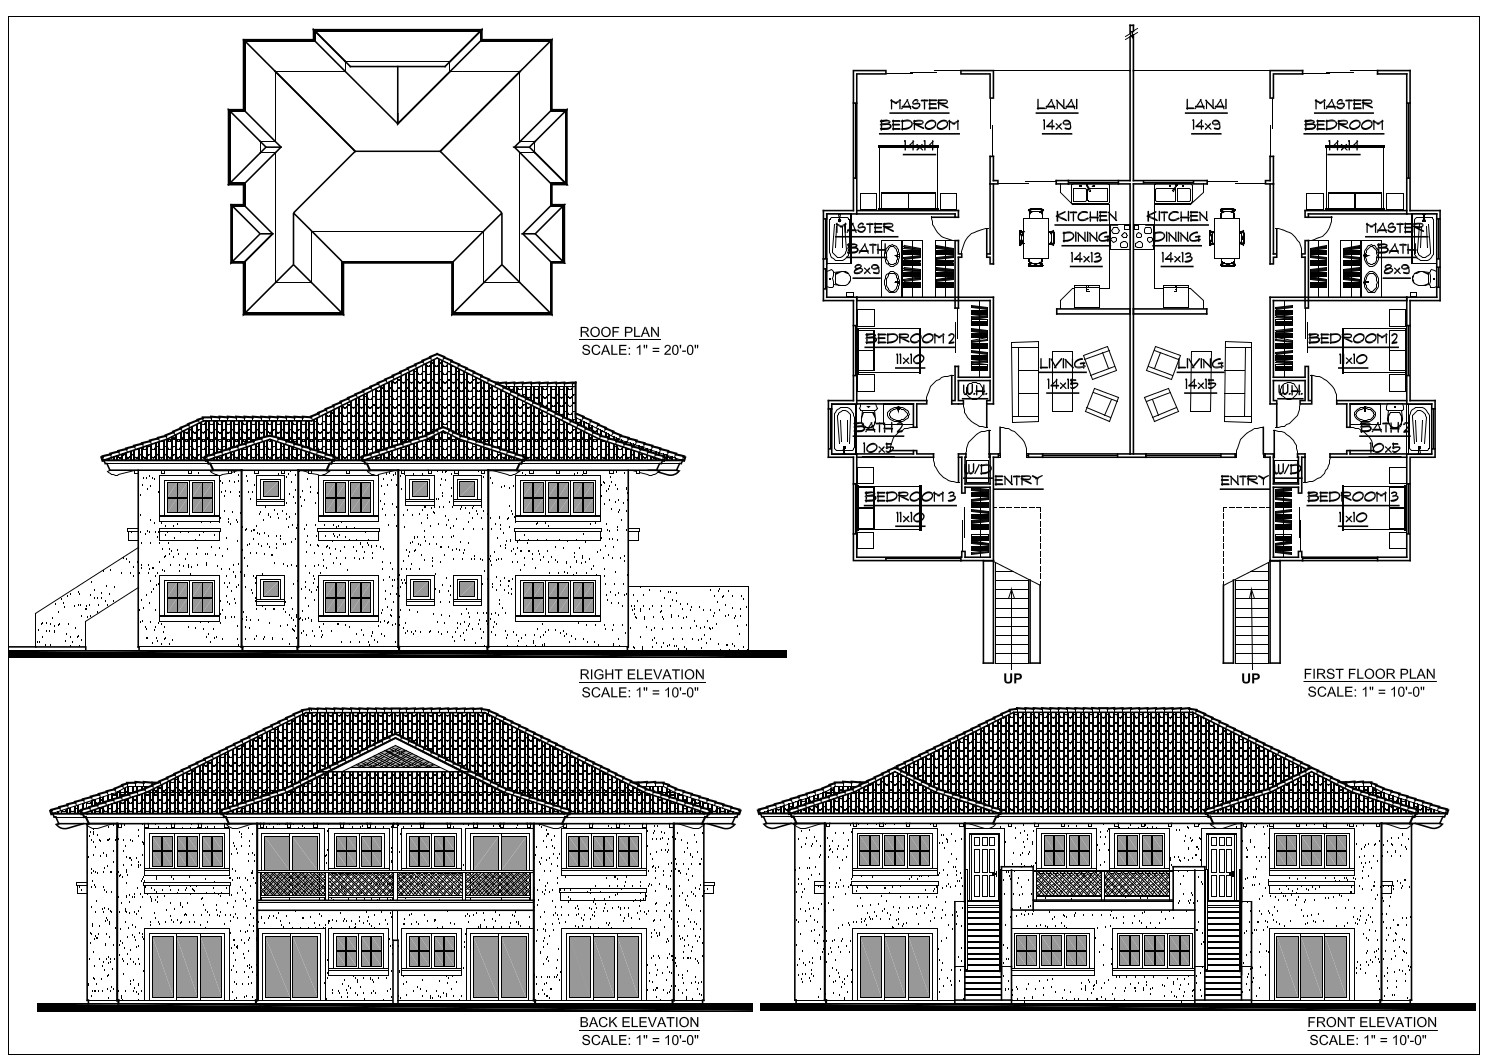 ROOF PLAN
SCALE: 1" = 20'-0"
MASTER
BEDROOM
14x14
LANAI
14x9
LANAI
14x9
MASTER
BEDROOM
14x14
MASTER
BATH
8x9
KITCHEN
DINING
14x13
KITCHEN
DINING
14x13
MASTER
BATH
8x9
BEDROOM 2
11x10
LIVING
14x15
LIVING
14x15
BEDROOM 2
11x10
W.H.
W.H.
BATH 2
10x5
BATH 2
10x5
W/D
ENTRY
ENTRY
W/D
BEDROOM 3
11x10
BEDROOM 3
11x10
UP
UP
RIGHT ELEVATION
SCALE: 1" = 10'-0"
FIRST FLOOR PLAN
SCALE: 1" = 10'-0"
BACK ELEVATION
SCALE: 1" = 10'-0"
FRONT ELEVATION
SCALE: 1" = 10'-0"